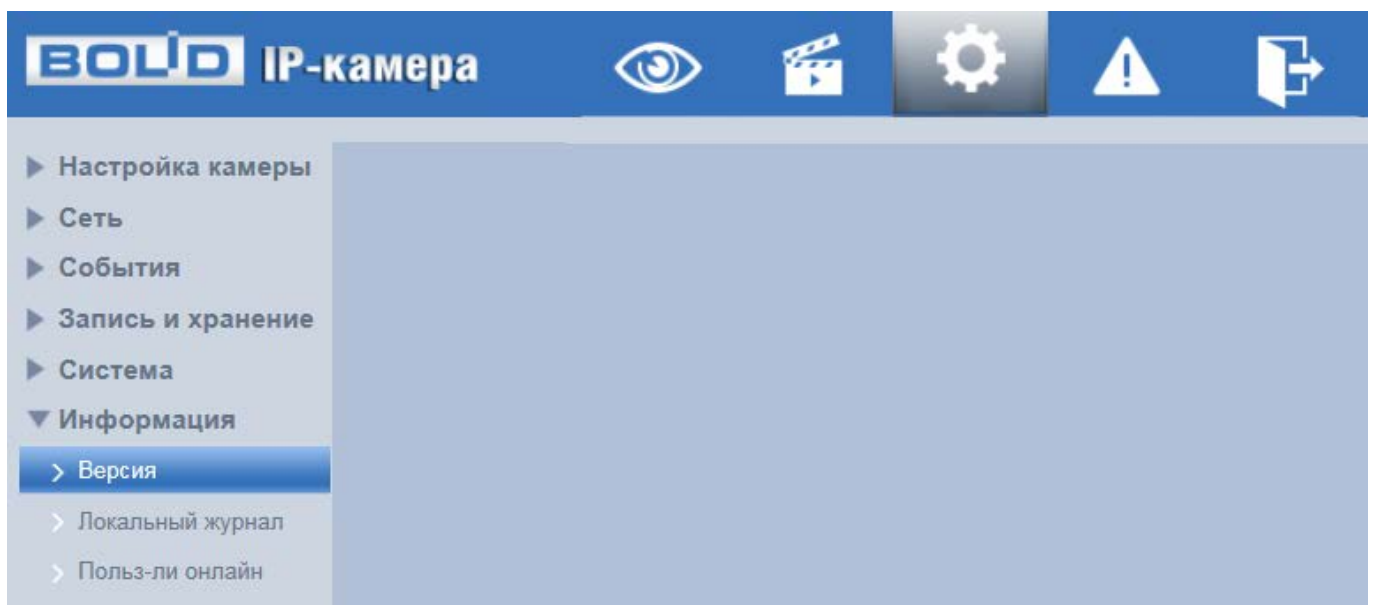 BOLID IP-камера
Настройка камеры
Сеть
События
Запись и хранение
Система
Информация
Версия
Локальный журнал
Польз-ли онлайн